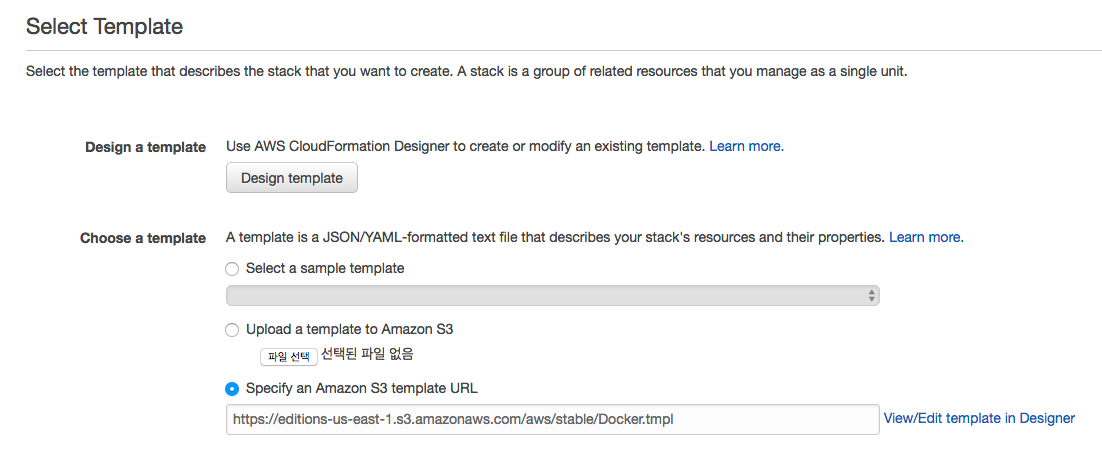 Select Template
Select the template that describes the stack that you want to create. A stack is a group of related resources that you manage as a single unit.
Design a template
Use AWS CloudFormation Designer to create or modify an existing template. Learn more.
Design template
Choose a template
A template is a JSON/YAML-formatted text file that describes your stack's resources and their properties. Learn more.
Select a sample template
Upload a template to Amazon S3
파일 선택 선택된 파일 없음
Specify an Amazon S3 template URL
https://editions-us-east-1.s3.amazonaws.com/aws/stable/Docker.tmpl View/Edit template in Designer